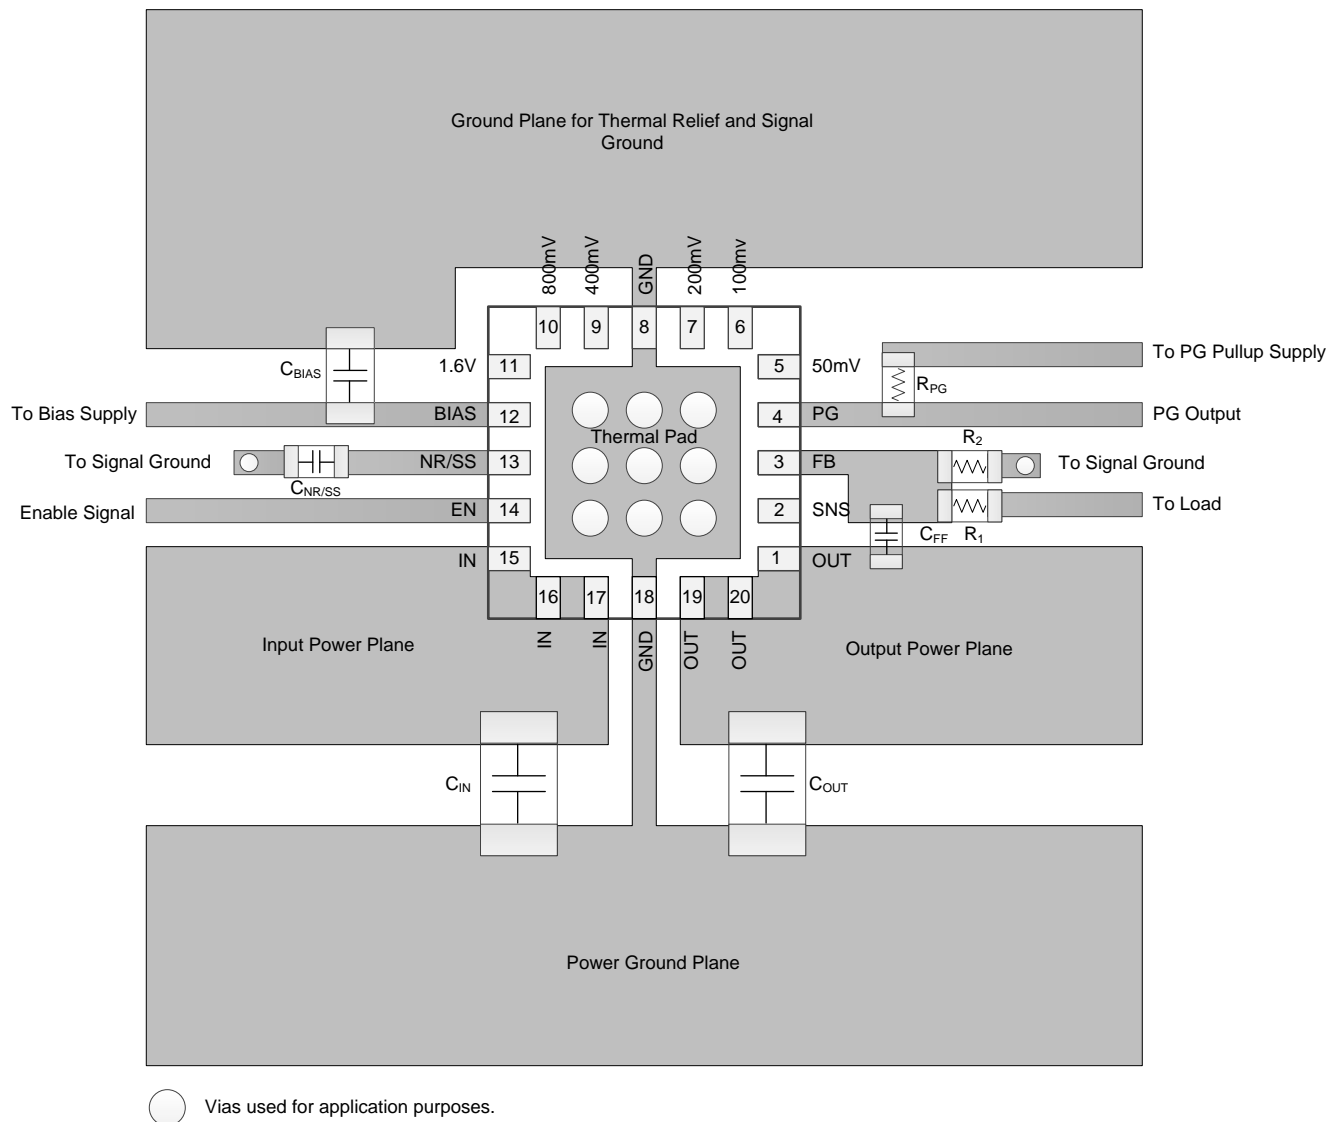 Ground Plane for Thermal Relief and Signal
Ground
800mV
400mV
GND
200mV
100mv
10
9
8
7
6
1.6V
11
5
50mV
To PG Pullup Supply
CBIAS
RPG
To Bias Supply
BIAS
12
4
PG
PG Output
Thermal Pad
R2
To Signal Ground
NR/SS
13
3
FB
To Signal Ground
CNR/SS
Enable Signal
EN
14
2
SNS
To Load
CFF
R1
IN
15
1
OUT
16
17
18
19
20
IN
IN
GND
OUT
OUT
Input Power Plane
Output Power Plane
CIN
COUT
Power Ground Plane
Vias used for application purposes.